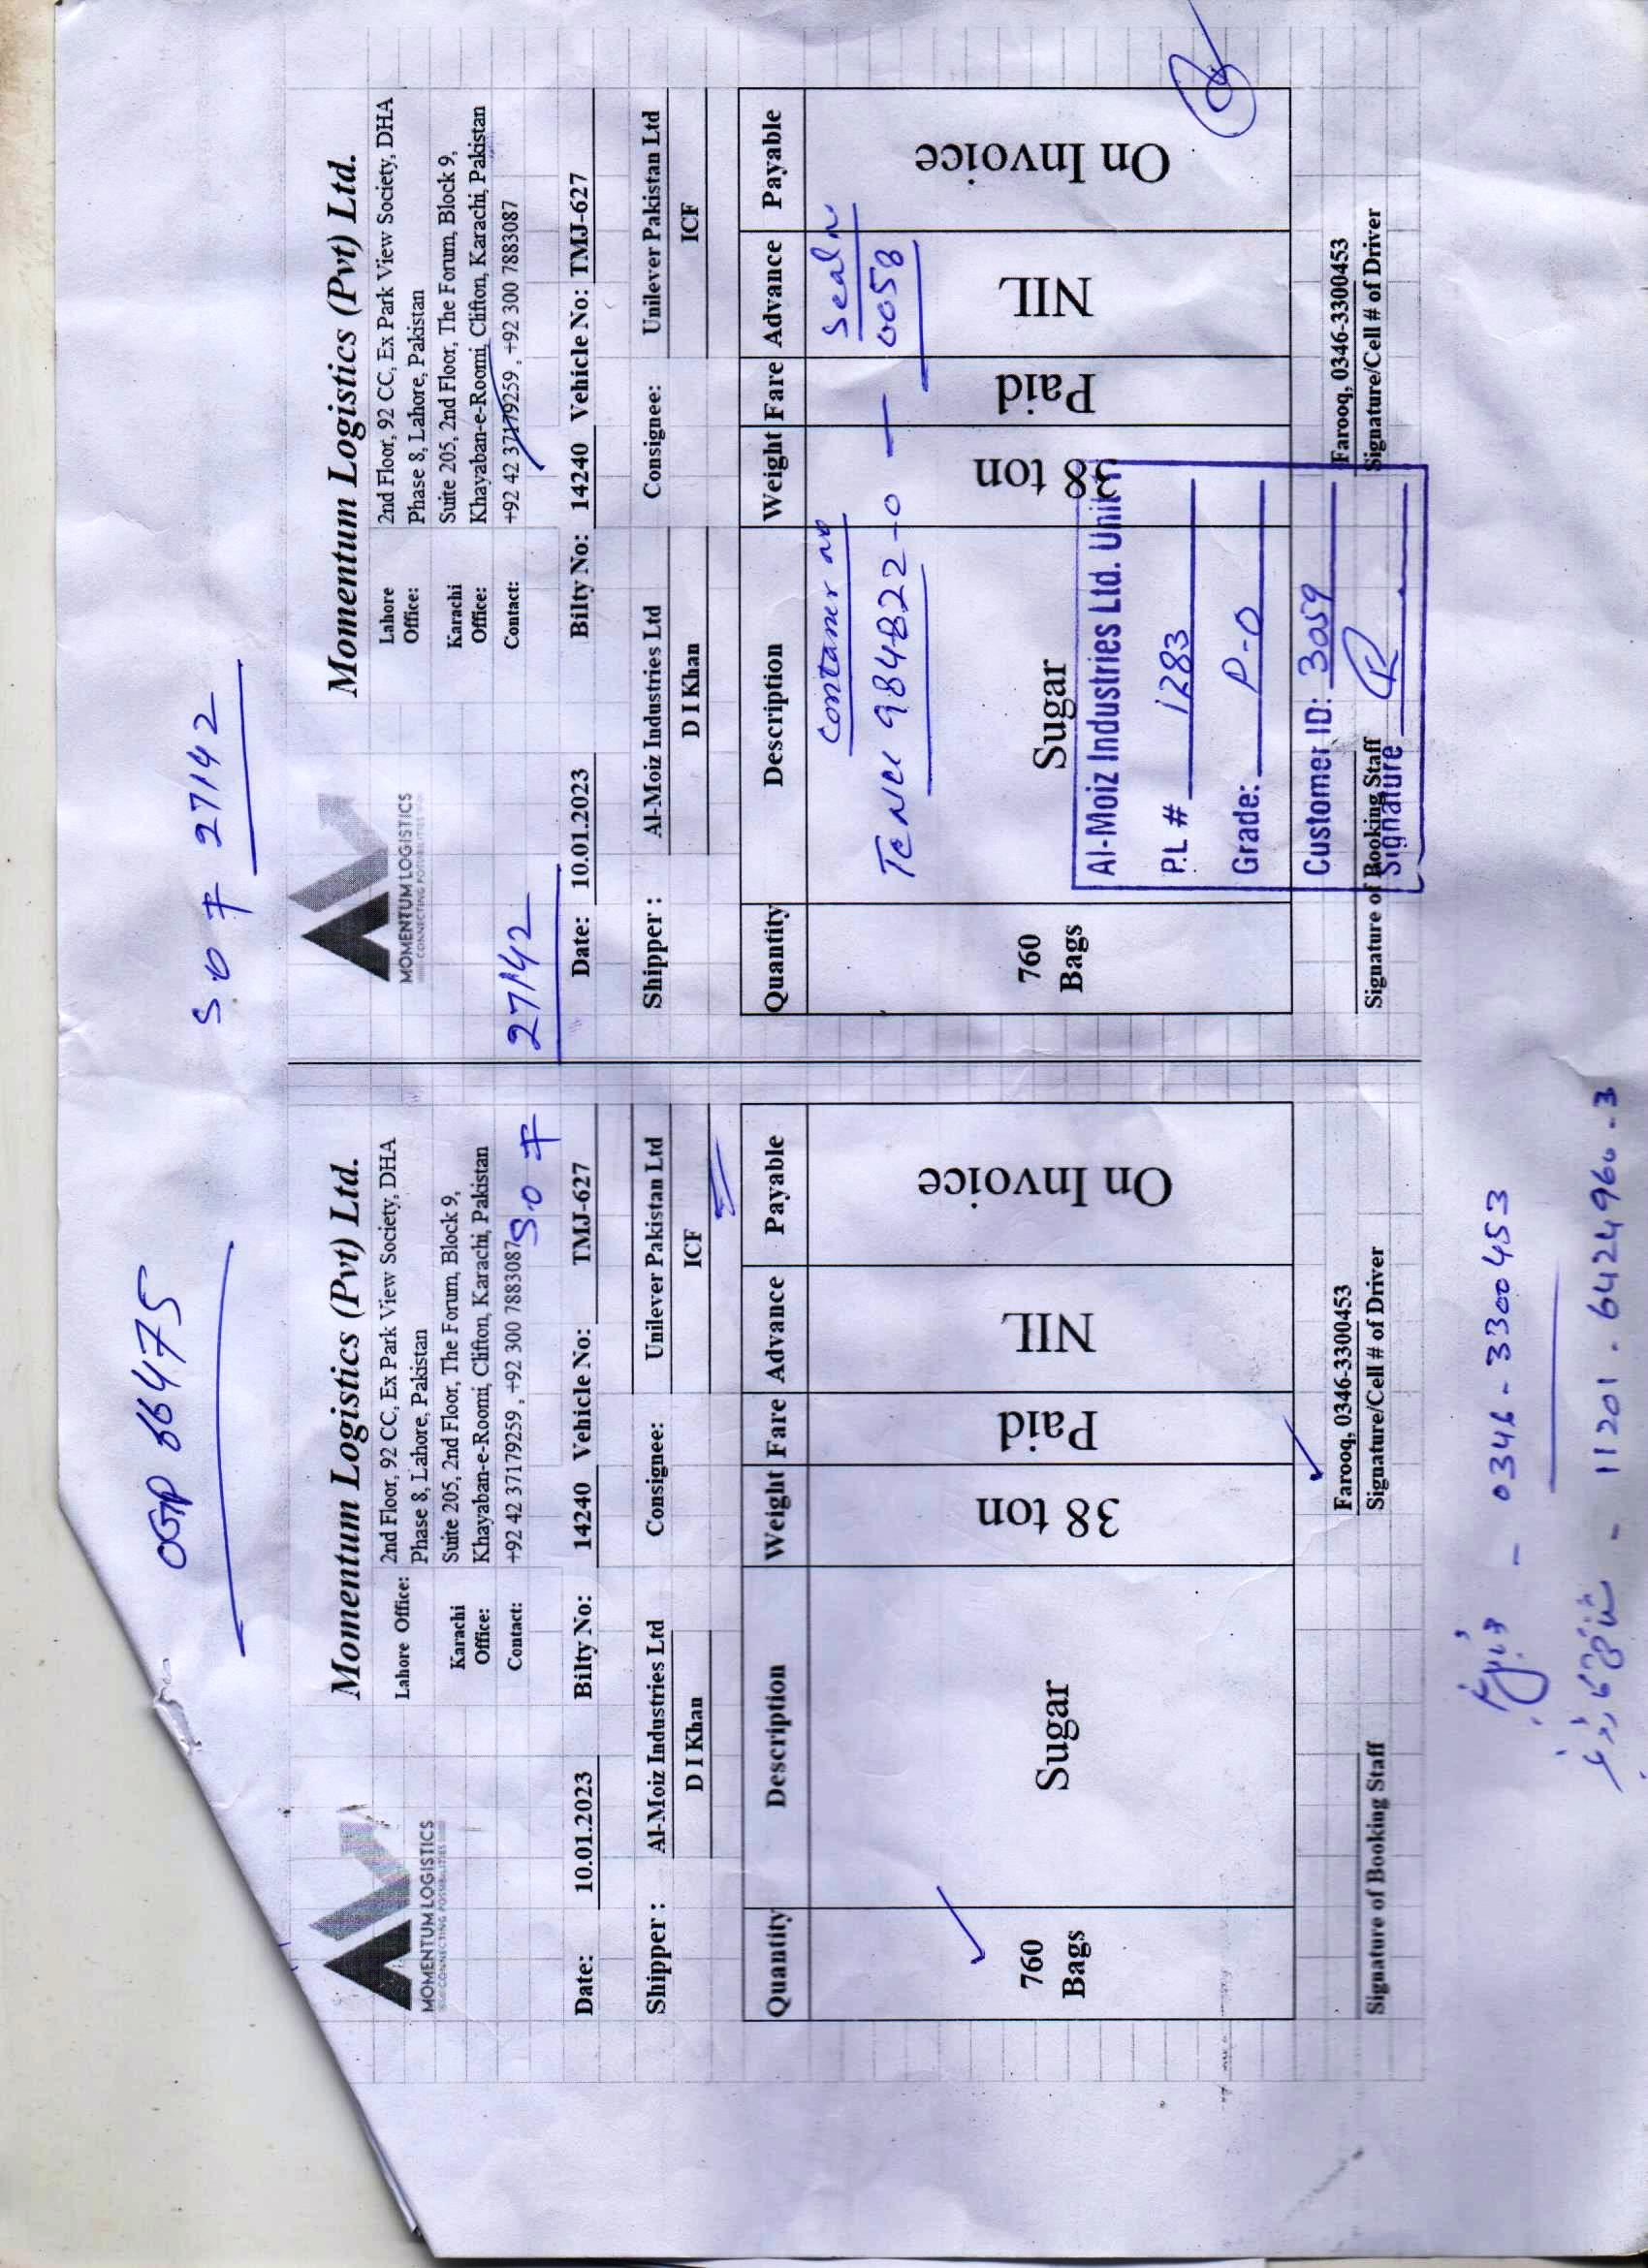 OGP 66475
S.O # 27142
MOMENTUM LOGISTICS
CONNECTING POSSIBILITIES
Momentum Logistics (Pvt) Ltd.
Lahore Office: 2nd Floor, 92 CC, Ex Park View Society, DHA
Phase 8, Lahore, Pakistan
Karachi Office: Suite 205, 2nd Floor, The Forum, Block 9,
Khayaban-e-Roomi, Clifton, Karachi, Pakistan
Contact: +92 42 37179259 , +92 300 7883087
S.O # 27142
Date: 10.01.2023 Bilty No: 14240 Vehicle No: TMJ-627
Shipper : Al-Moiz Industries Ltd Consignee: Unilever Pakistan Ltd
D I Khan ICF
Quantity Description Weight Fare Advance Payable
760 Bags Sugar 38 ton Paid NIL On Invoice
Farooq, 0346-3300453
Signature of Booking Staff Signature/Cell # of Driver
0346-3300453
11201.6424960-3
MOMENTUM LOGISTICS
CONNECTING POSSIBILITIES
Momentum Logistics (Pvt) Ltd.
Lahore Office: 2nd Floor, 92 CC, Ex Park View Society, DHA
Phase 8, Lahore, Pakistan
Karachi Office: Suite 205, 2nd Floor, The Forum, Block 9,
Khayaban-e-Roomi, Clifton, Karachi, Pakistan
Contact: +92 42 37179259 , +92 300 7883087
Date: 10.01.2023 Bilty No: 14240 Vehicle No: TMJ-627
Shipper : Al-Moiz Industries Ltd Consignee: Unilever Pakistan Ltd
D I Khan ICF
Quantity Description Weight Fare Advance Payable
Container no Seal
984822-0 - 0058
760 Bags Sugar 38 ton Paid NIL On Invoice
Al-Moiz Industries Ltd. Unit
P.L # 1283
Grade: P-0
Customer ID: 3059
Signature
Farooq, 0346-3300453
Signature of Booking Staff Signature/Cell # of Driver